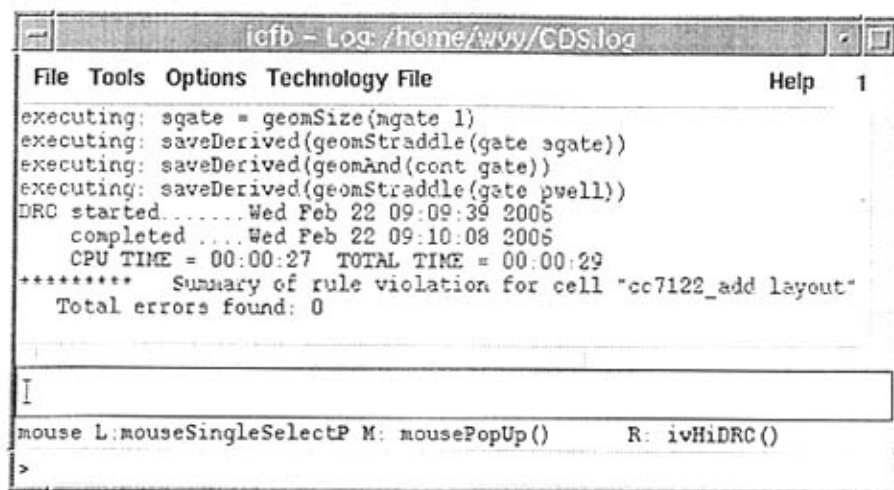 icfb - Log: /home/wvy/CDS.log
File Tools Options Technology File Help 1
executing: sgate = geomSize(mgate 1)
executing: saveDerived(geomStraddle(gate sgate))
executing: saveDerived(geomAnd(cont gate))
executing: saveDerived(geomStraddle(gate pwell))
DRC started.......Wed Feb 22 09:09:39 2006
completed ....Wed Feb 22 09:10:08 2006
CPU TIME = 00:00:27 TOTAL TIME = 00:00:29
********* Summary of rule violation for cell "cc7122_add layout"
Total errors found: 0
mouse L:mouseSingleSelectP M: mousePopUp() R: ivHiDRC()
>